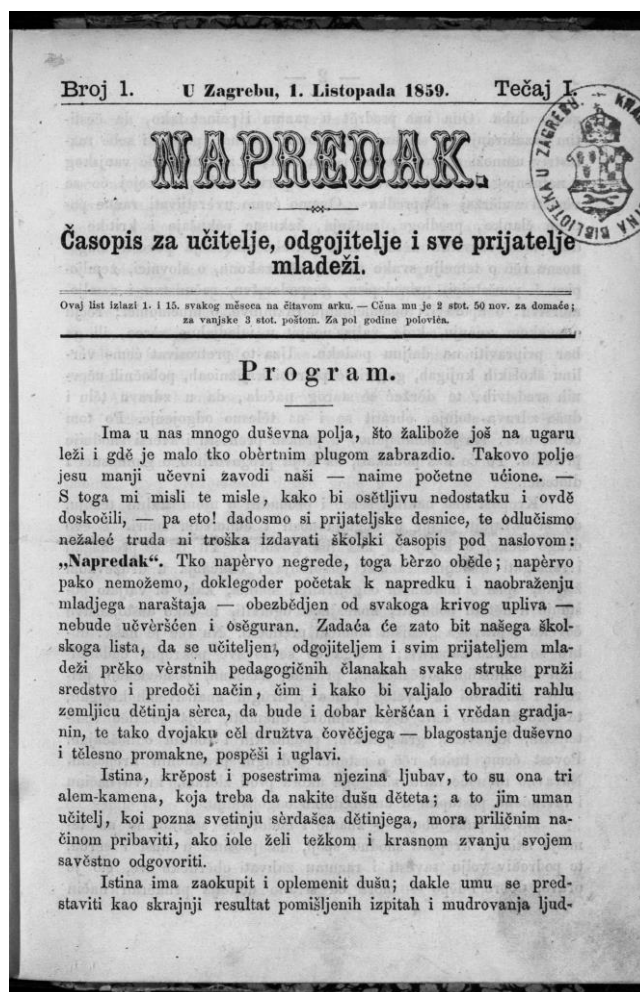 Broj 1. U Zagrebu, 1. Listopada 1859. Tečaj I.
NAPREDAK.
Časopis za učitelje, odgojitelje i sve prijatelje
mladeži.
Ovaj list izlazi 1. i 15. svakog měseca na čitavom arku. — Cěna mu je 2 stot. 50 nov. za domaće;
za vanjske 3 stot. poštom. Za pol godine polovića.
Program.
Ima u nas mnogo duševna polja, što žalibože još na ugaru
leži i gdě je malo tko oběrtnim plugom zabrazdio. Takovo polje
jesu manji učevni zavodi naši — naime početne ućione. —
S toga mi misli te misle, kako bi osětljivu nedostatku i ovdě
doskočili, — pa eto! dadosmo si prijateljske desnice, te odlučismo
nežaleć truda ni troška izdavati školski časopis pod naslovom:
„Napredak“. Tko napèrvo negrede, toga bèrzo oběde; napèrvo
pako nemožemo, doklegoder početak k napredku i naobraženju
mladjega naraštaja — obezbědjen od svakoga krivog upliva —
nebude učvèršćen i osěguran. Zadaća će zato bit našega škol-
skoga lista, da se učiteljem, odgojiteljem i svim prijateljem mla-
deži prěko vèrstnih pedagogičnih članakah svake struke pruži
sredstvo i predoči način, čim i kako bi valjalo obraditi rahlu
zemljicu dětinja sèrca, da bude i dobar kèršćan i vrědan gradja-
nin, te tako dvojaku cěl družtva čověčjega — blagostanje duševno
i tělesno promakne, pospěši i uglavi.
Istina, krěpost i posestrima njezina ljubav, to su ona tri
alem-kamena, koja treba da nakite dušu děteta; a to jim uman
učitelj, koi pozna svetinju sèrdašca dětinjega, mora priličnim na-
činom pribaviti, ako iole želi težkom i krasnom zvanju svojem
savěstno odgovoriti.
Istina ima zaokupit i oplemenit dušu; dakle umu se pred-
staviti kao skrajnji resultat pomišljenih izpitah i mudrovanja ljud-